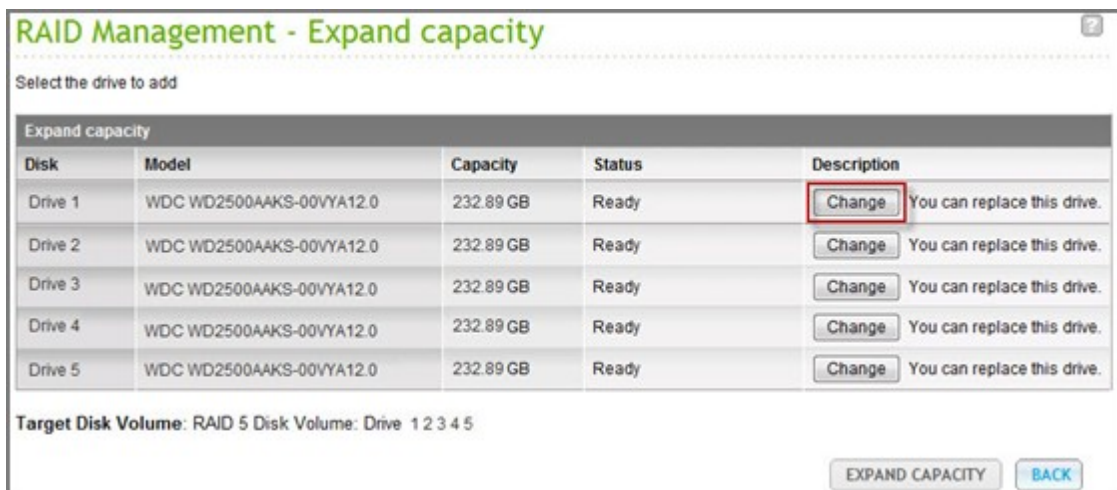 RAID Management - Expand capacity
?
Select the drive to add
Expand capacity
Disk Model Capacity Status Description
Drive 1 WDC WD2500AAKS-00VYA12.0 232.89 GB Ready Change You can replace this drive.
Drive 2 WDC WD2500AAKS-00VYA12.0 232.89 GB Ready Change You can replace this drive.
Drive 3 WDC WD2500AAKS-00VYA12.0 232.89 GB Ready Change You can replace this drive.
Drive 4 WDC WD2500AAKS-00VYA12.0 232.89 GB Ready Change You can replace this drive.
Drive 5 WDC WD2500AAKS-00VYA12.0 232.89 GB Ready Change You can replace this drive.
Target Disk Volume: RAID 5 Disk Volume: Drive 1 2 3 4 5
EXPAND CAPACITY BACK